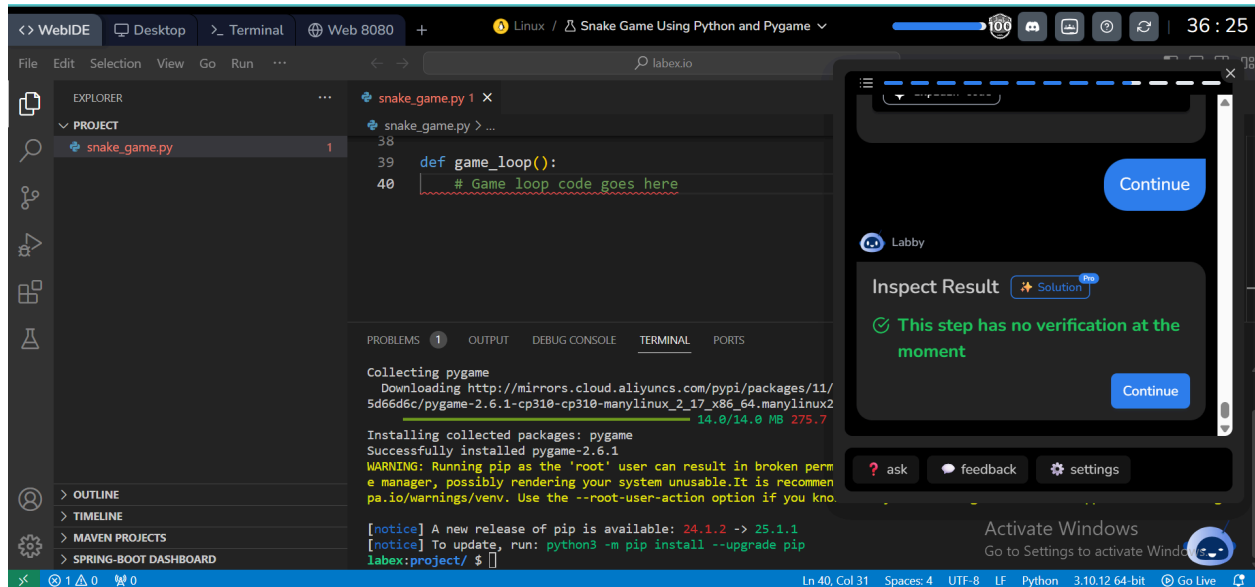 <> WebIDE Desktop >_ Terminal Web 8080 + Linux / Snake Game Using Python and Pygame 100 36:25
File Edit Selection View Go Run ··· labex.io
EXPLORER ···
PROJECT
snake_game.py 1
OUTLINE
TIMELINE
MAVEN PROJECTS
SPRING-BOOT DASHBOARD
snake_game.py 1 ×
snake_game.py > ...
38
39 def game_loop():
40 # Game loop code goes here
PROBLEMS 1 OUTPUT DEBUG CONSOLE TERMINAL PORTS
Collecting pygame
Downloading http://mirrors.cloud.aliyuncs.com/pypi/packages/11/
5d66d6c/pygame-2.6.1-cp310-cp310-manylinux_2_17_x86_64.manylinux2
14.0/14.0 MB 275.7
Installing collected packages: pygame
Successfully installed pygame-2.6.1
WARNING: Running pip as the 'root' user can result in broken perm
e manager, possibly rendering your system unusable.It is recommen
pa.io/warnings/venv. Use the --root-user-action option if you kno
[notice] A new release of pip is available: 24.1.2 -> 25.1.1
[notice] To update, run: python3 -m pip install --upgrade pip
labex:project/ $
Continue
Labby
Inspect Result Solution Pro
This step has no verification at the
moment
Continue
? ask feedback settings
Activate Windows
Go to Settings to activate Windows.
1 0 0 Ln 40, Col 31 Spaces: 4 UTF-8 LF Python 3.10.12 64-bit Go Live